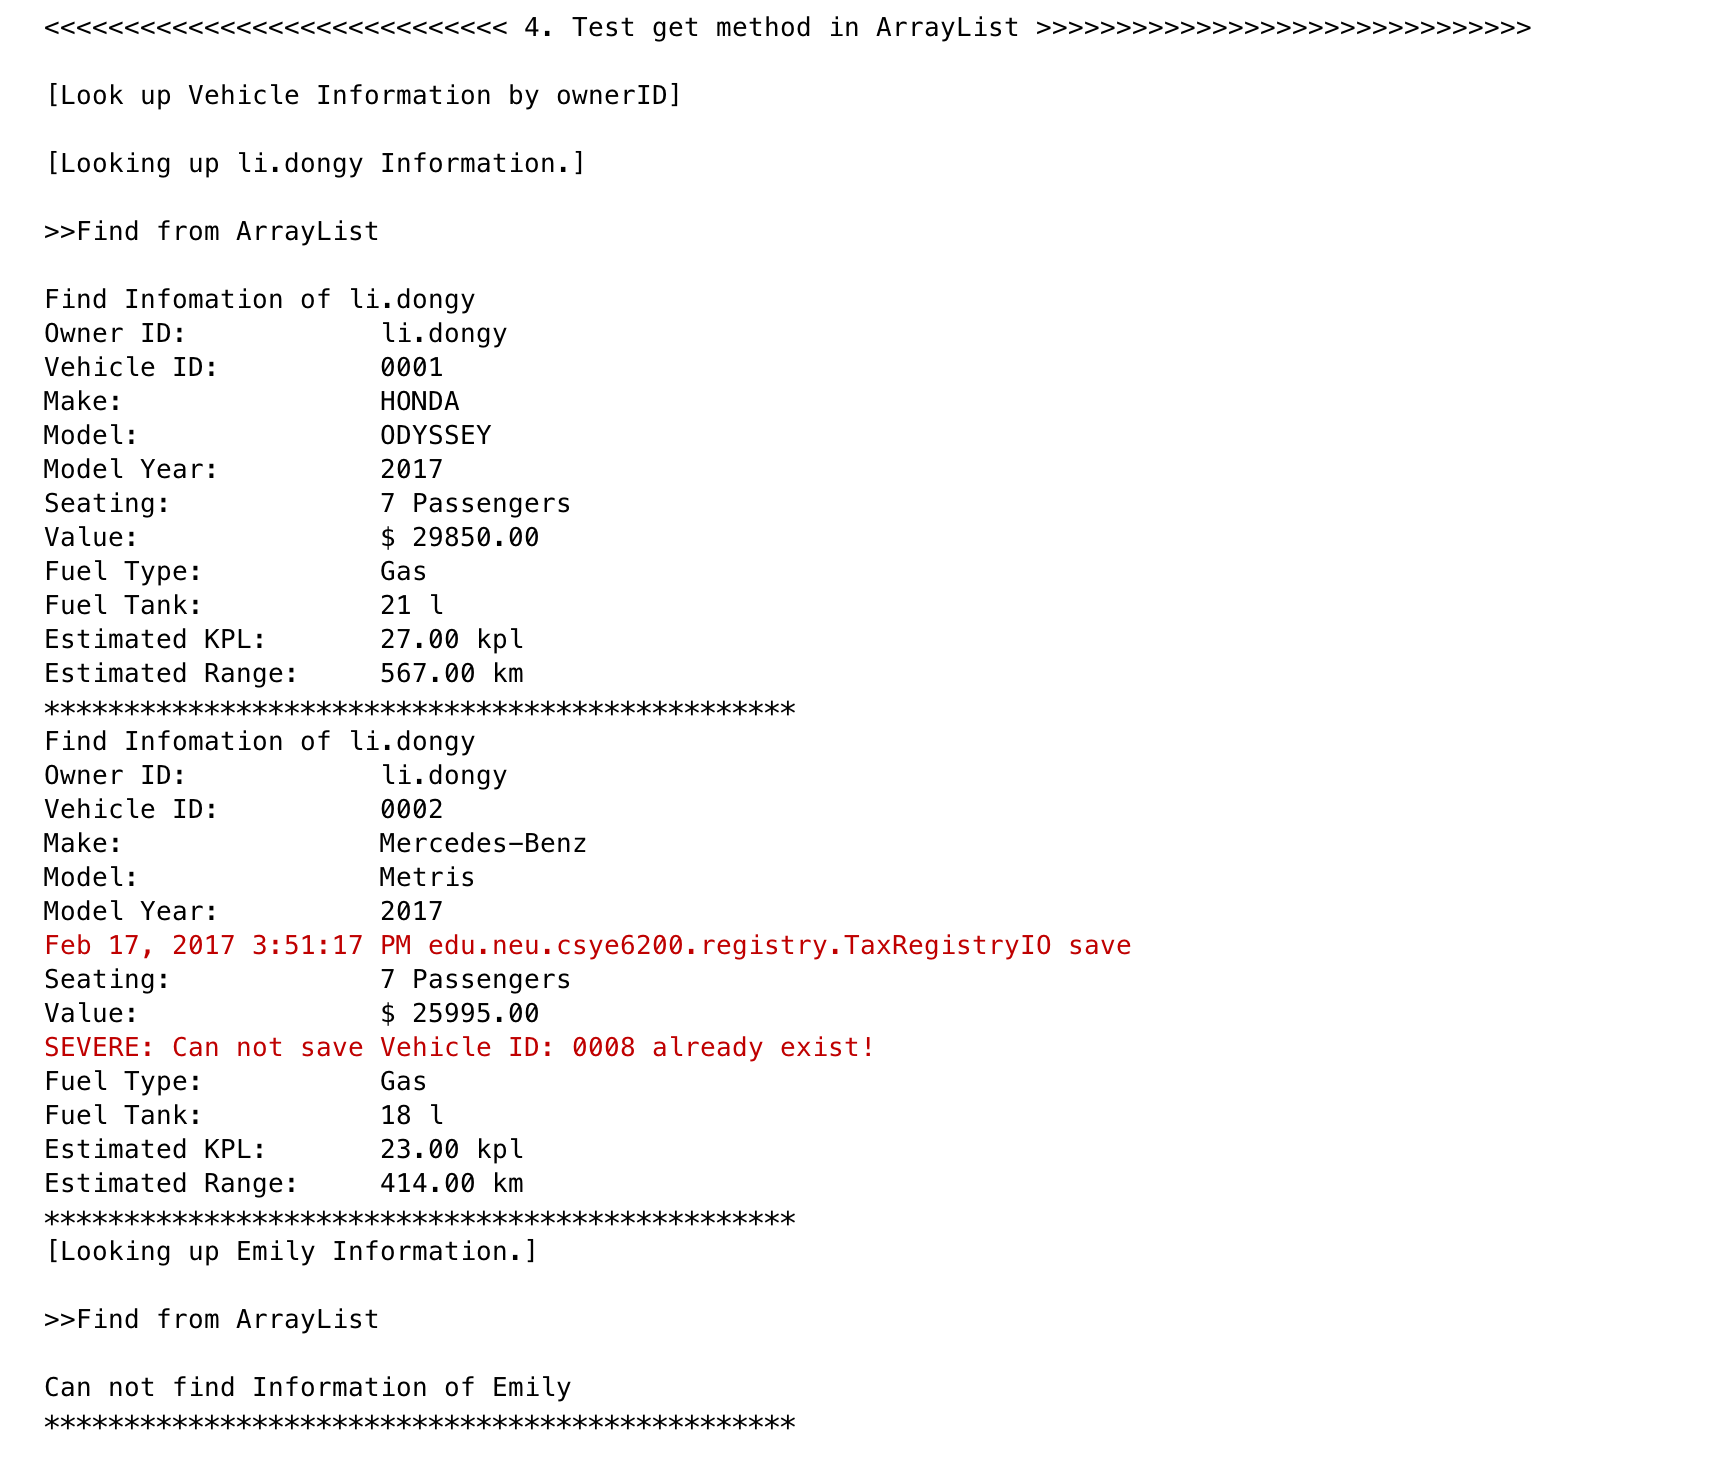 <<<<<<<<<<<<<<<<<<<<<<<<<<<<< 4. Test get method in ArrayList >>>>>>>>>>>>>>>>>>>>>>>>>>>>>>>
[Look up Vehicle Information by ownerID]
[Looking up li.dongy Information.]
>>Find from ArrayList
Find Infomation of li.dongy
Owner ID: li.dongy
Vehicle ID: 0001
Make: HONDA
Model: ODYSSEY
Model Year: 2017
Seating: 7 Passengers
Value: $ 29850.00
Fuel Type: Gas
Fuel Tank: 21 l
Estimated KPL: 27.00 kpl
Estimated Range: 567.00 km
***********************************************
Find Infomation of li.dongy
Owner ID: li.dongy
Vehicle ID: 0002
Make: Mercedes-Benz
Model: Metris
Model Year: 2017
Feb 17, 2017 3:51:17 PM edu.neu.csye6200.registry.TaxRegistryIO save
Seating: 7 Passengers
Value: $ 25995.00
SEVERE: Can not save Vehicle ID: 0008 already exist!
Fuel Type: Gas
Fuel Tank: 18 l
Estimated KPL: 23.00 kpl
Estimated Range: 414.00 km
***********************************************
[Looking up Emily Information.]
>>Find from ArrayList
Can not find Information of Emily
***********************************************